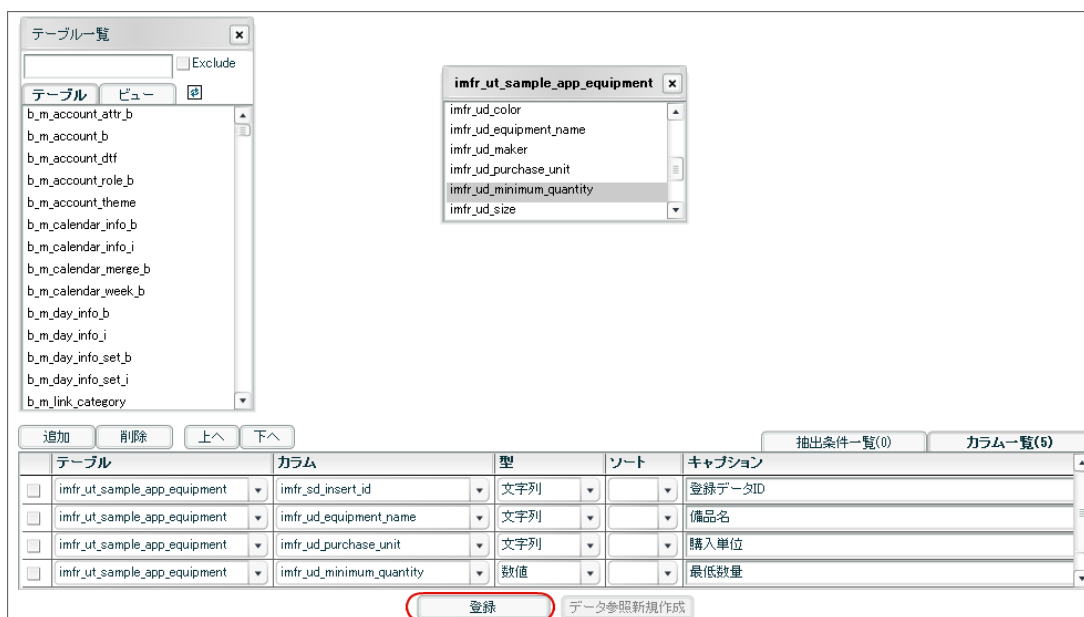 テーブル一覧
Exclude
テーブル ビュー
b_m_account_attr_b
b_m_account_b
b_m_account_dtf
b_m_account_role_b
b_m_account_theme
b_m_calendar_info_b
b_m_calendar_info_i
b_m_calendar_merge_b
b_m_calendar_week_b
b_m_day_info_b
b_m_day_info_i
b_m_day_info_set_b
b_m_day_info_set_i
b_m_link_category
imfr_ut_sample_app_equipment
imfr_ud_color
imfr_ud_equipment_name
imfr_ud_maker
imfr_ud_purchase_unit
imfr_ud_minimum_quantity
imfr_ud_size
追加 削除 上へ 下へ 抽出条件一覧(0) カラム一覧(5)
テーブル カラム 型 ソート キャプション
imfr_ut_sample_app_equipment imfr_sd_insert_id 文字列 登録データID
imfr_ut_sample_app_equipment imfr_ud_equipment_name 文字列 備品名
imfr_ut_sample_app_equipment imfr_ud_purchase_unit 文字列 購入単位
imfr_ut_sample_app_equipment imfr_ud_minimum_quantity 数値 最低数量
登録 データ参照新規作成